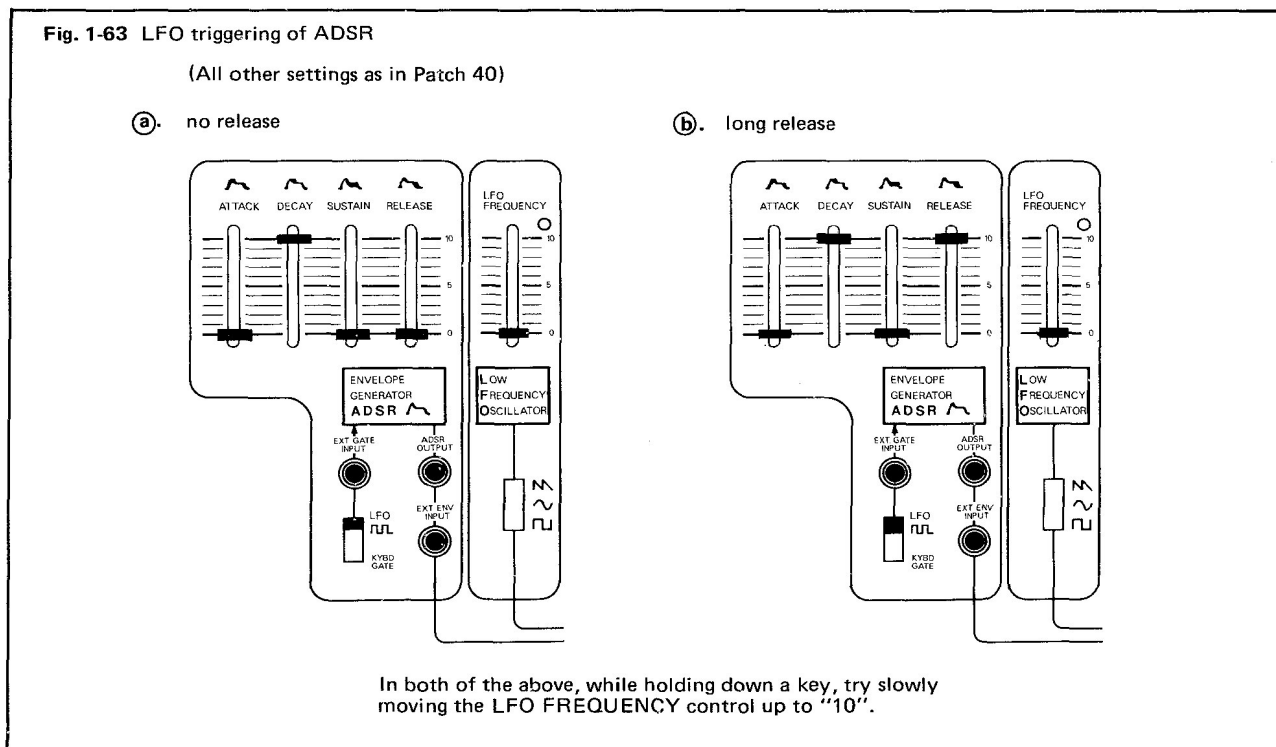 Fig. 1-63 LFO triggering of ADSR
(All other settings as in Patch 40)
ⓐ. no release
ATTACK DECAY SUSTAIN RELEASE
LFO
FREQUENCY
10
10
5
5
0
0
ENVELOPE
GENERATOR
ADSR
LOW
FREQUENCY
OSCILLATOR
EXT GATE
INPUT
ADSR
OUTPUT
LFO
KYBD
GATE
EXT ENV
INPUT
ⓑ. long release
ATTACK DECAY SUSTAIN RELEASE
LFO
FREQUENCY
10
10
5
5
0
0
ENVELOPE
GENERATOR
ADSR
LOW
FREQUENCY
OSCILLATOR
EXT GATE
INPUT
ADSR
OUTPUT
LFO
KYBD
GATE
EXT ENV
INPUT
In both of the above, while holding down a key, try slowly
moving the LFO FREQUENCY control up to “10”.